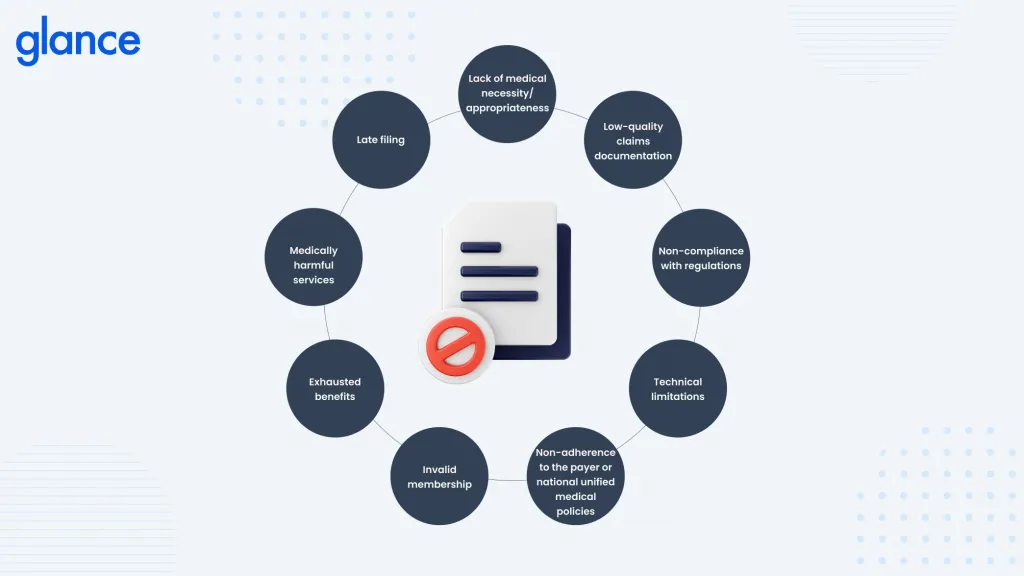 glance
Lack of medical
necessity/
appropriateness
Low-quality
claims
documentation
Non-compliance
with regulations
Technical
limitations
Non-adherence
to the payer or
national unified
medical
policies
Invalid
membership
Exhausted
benefits
Medically
harmful
services
Late filing